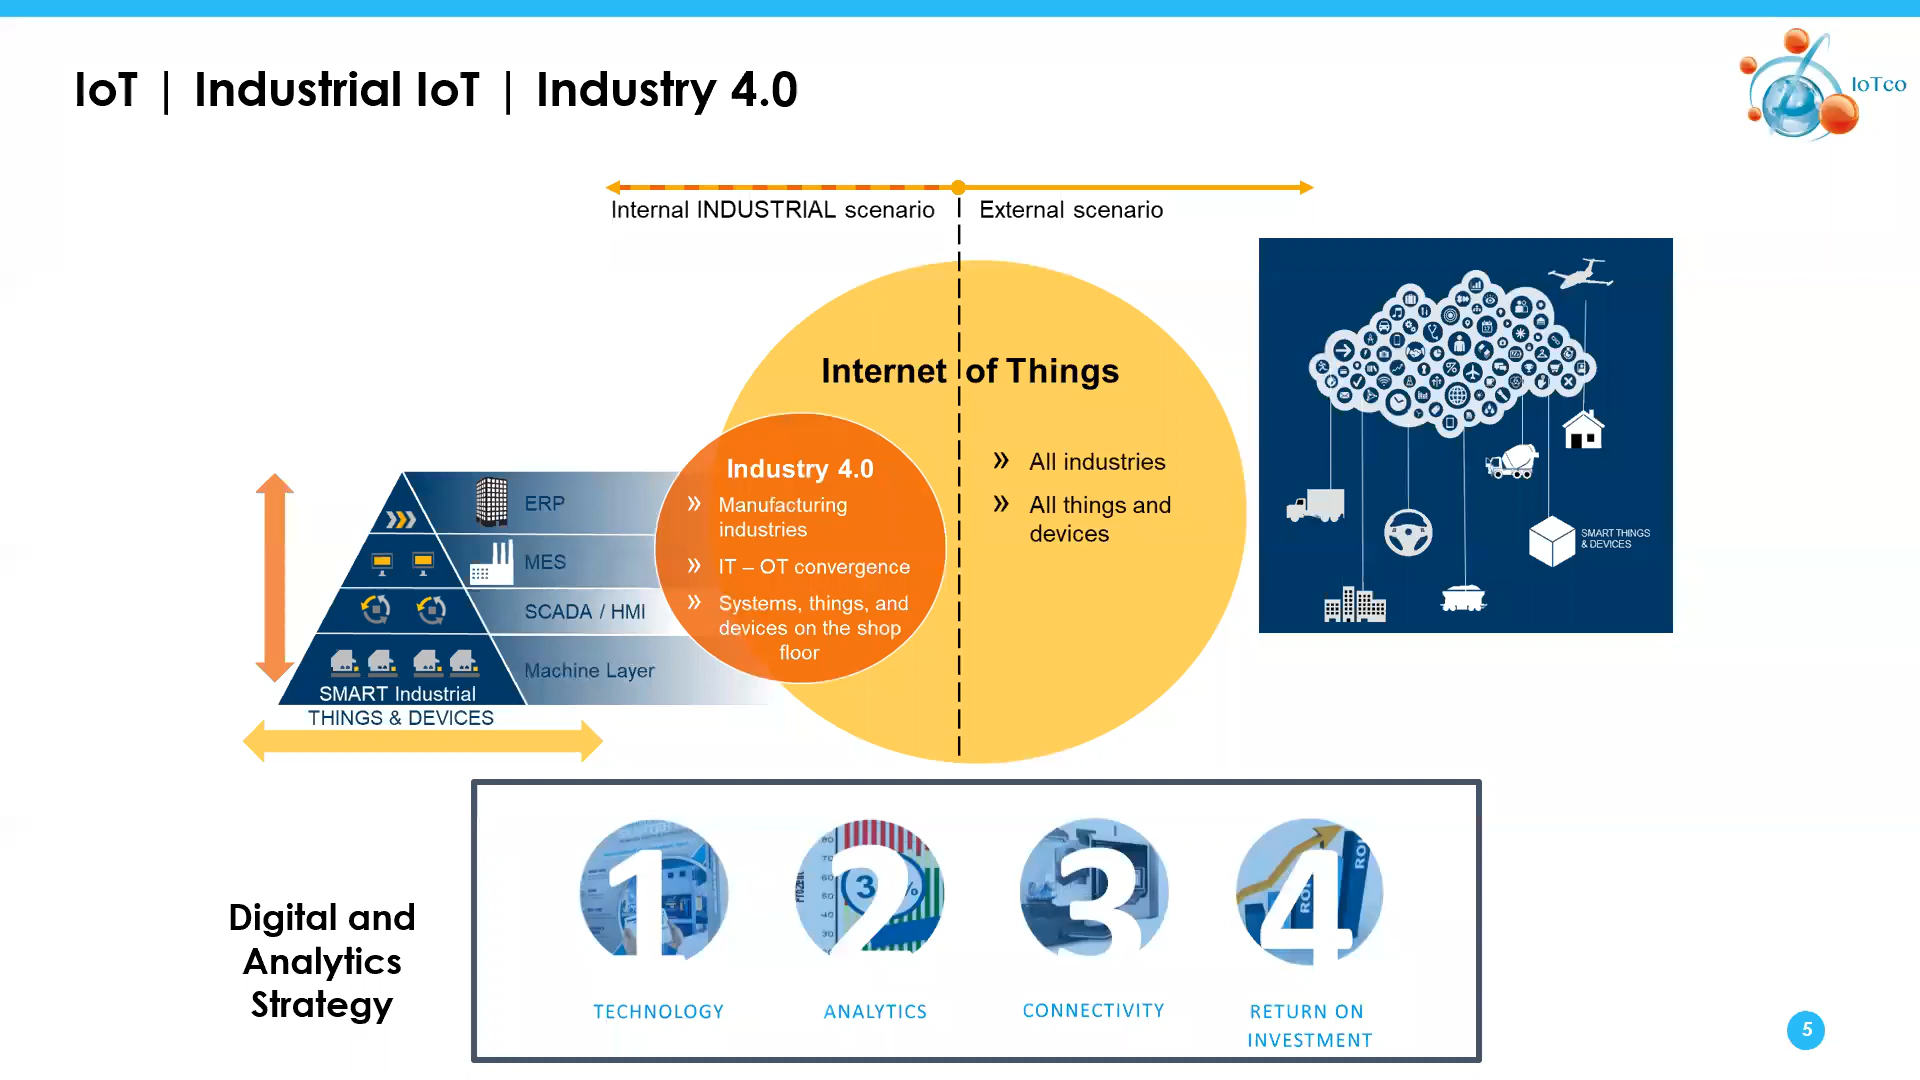 IoT | Industrial IoT | Industry 4.0
IoTco
Internal INDUSTRIAL scenario
External scenario
Internet of Things
Industry 4.0
» Manufacturing
industries
» IT – OT convergence
» Systems, things, and
devices on the shop
floor
» All industries
» All things and
devices
ERP
MES
SCADA / HMI
Machine Layer
SMART Industrial
THINGS & DEVICES
SMART THINGS
& DEVICES
Digital and
Analytics
Strategy
1
2
3
4
TECHNOLOGY
ANALYTICS
CONNECTIVITY
RETURN ON
INVESTMENT
5